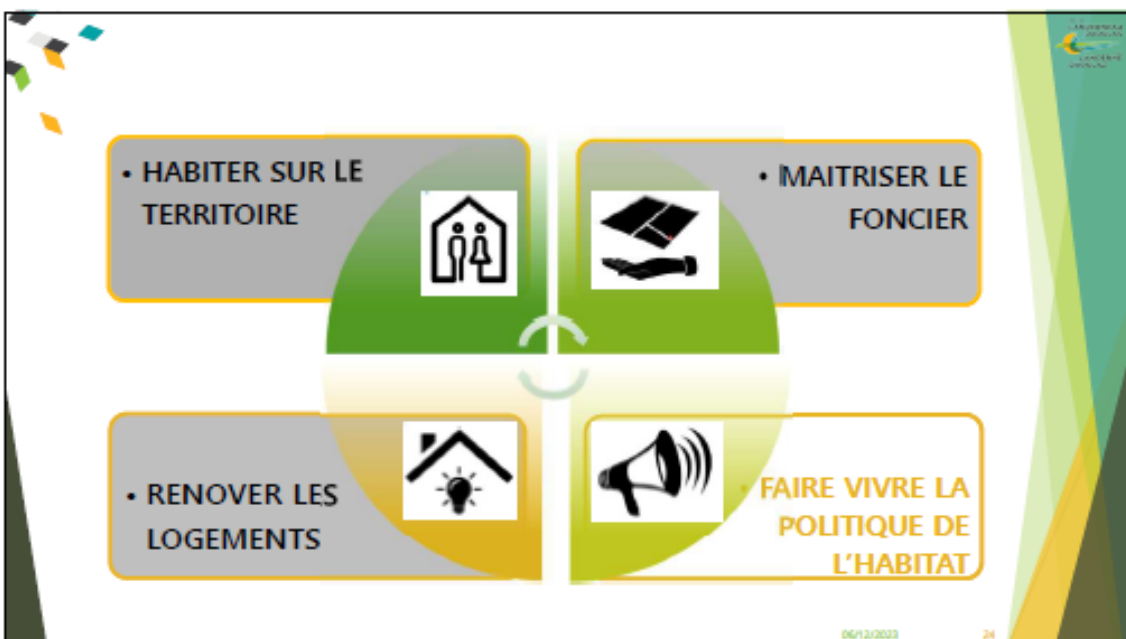 • HABITER SUR LE
TERRITOIRE
• MAITRISER LE
FONCIER
• RENOVER LES
LOGEMENTS
• FAIRE VIVRE LA
POLITIQUE DE
L'HABITAT
06/12/2023
24